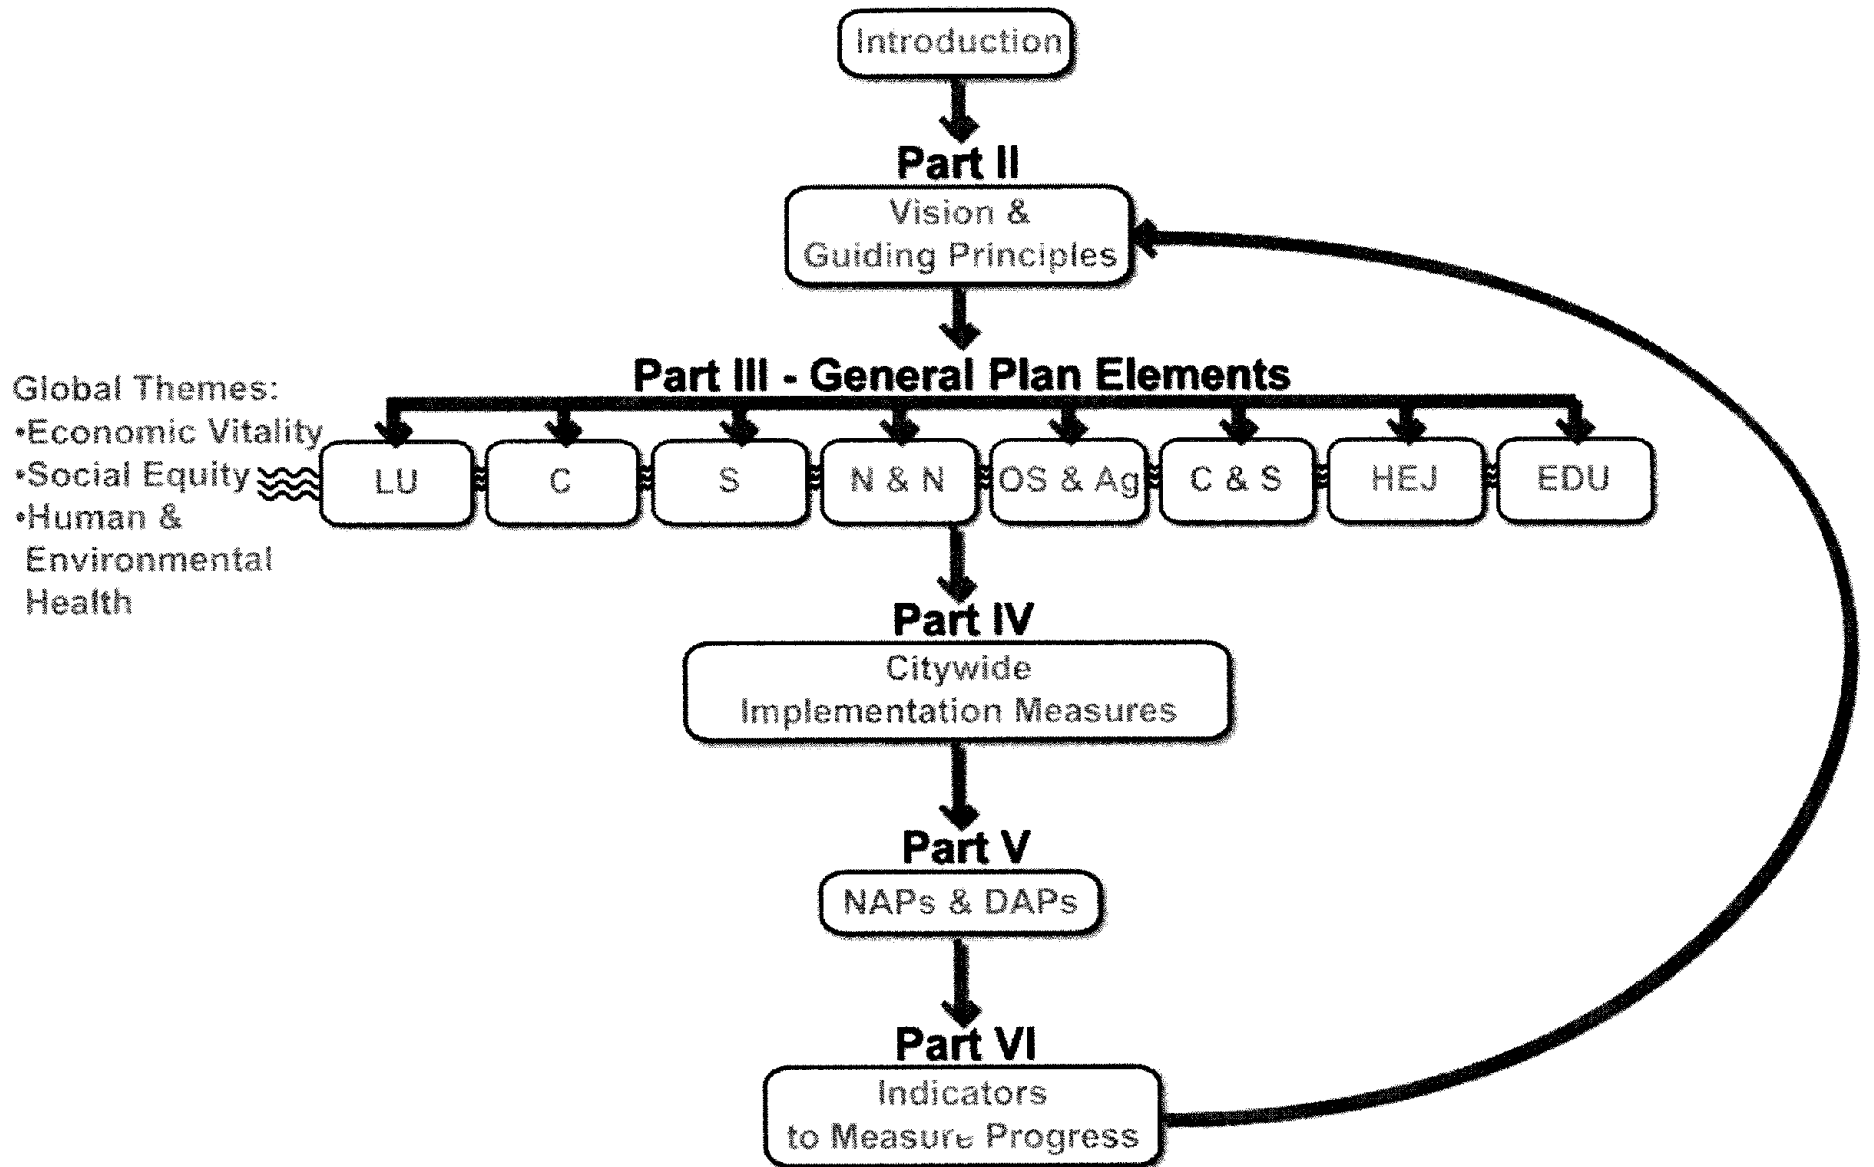 Introduction
Part II
Vision &
Guiding Principles
Part III - General Plan Elements
Global Themes:
•Economic Vitality
•Social Equity
•Human &
Environmental
Health
LU
C
S
N & N
OS & Ag
C & S
HEJ
EDU
Part IV
Citywide
Implementation Measures
Part V
NAPs & DAPs
Part VI
Indicators
to Measure Progress